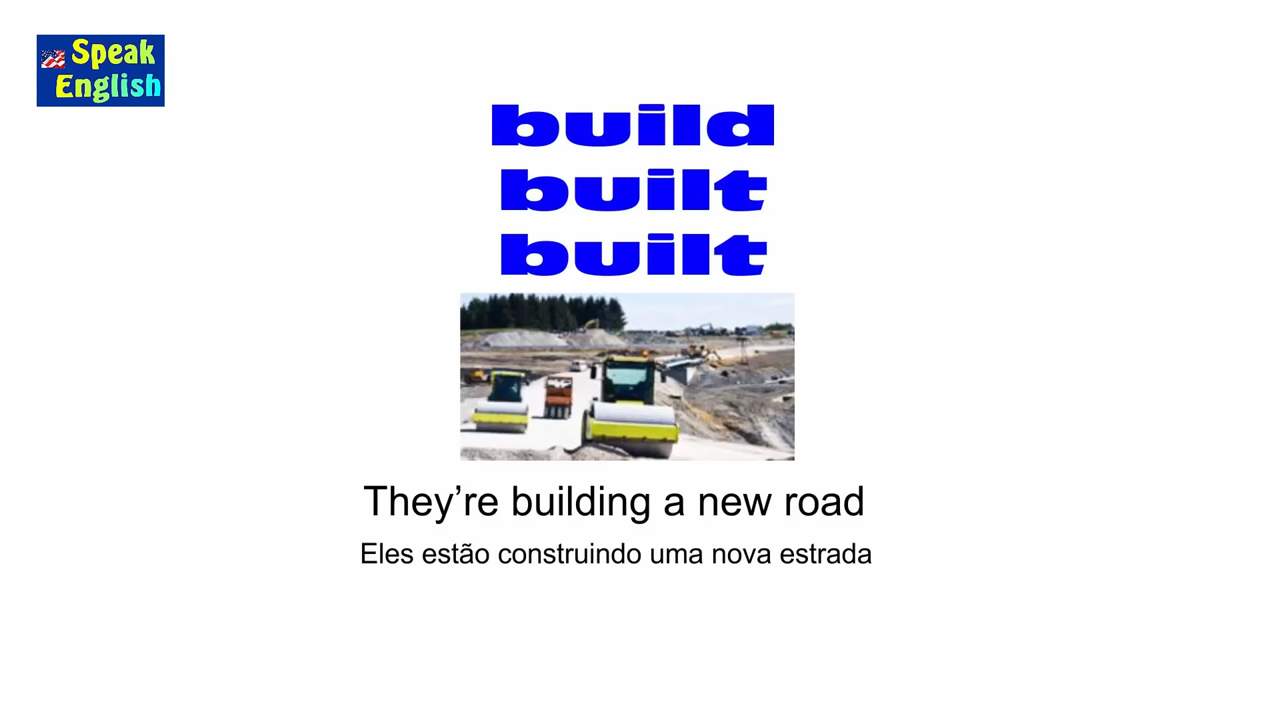 Speak
English
build
built
built
They’re building a new road
Eles estão construindo uma nova estrada